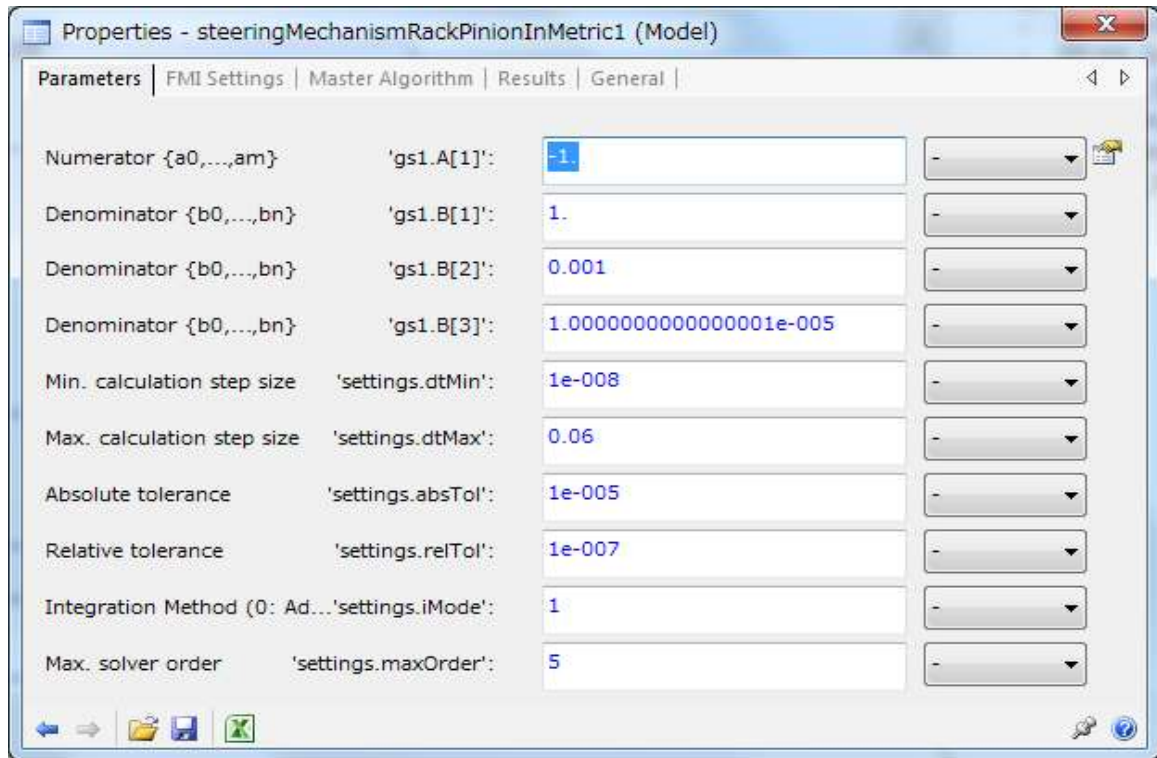 Properties - steeringMechanismRackPinionInMetric1 (Model)
Parameters | FMI Settings | Master Algorithm | Results | General |
Numerator {a0,...,am} 'gs1.A[1]': -1. -
Denominator {b0,...,bn} 'gs1.B[1]': 1. -
Denominator {b0,...,bn} 'gs1.B[2]': 0.001 -
Denominator {b0,...,bn} 'gs1.B[3]': 1.0000000000000001e-005 -
Min. calculation step size 'settings.dtMin': 1e-008 -
Max. calculation step size 'settings.dtMax': 0.06 -
Absolute tolerance 'settings.absTol': 1e-005 -
Relative tolerance 'settings.relTol': 1e-007 -
Integration Method (0: Ad...'settings.iMode': 1 -
Max. solver order 'settings.maxOrder': 5 -